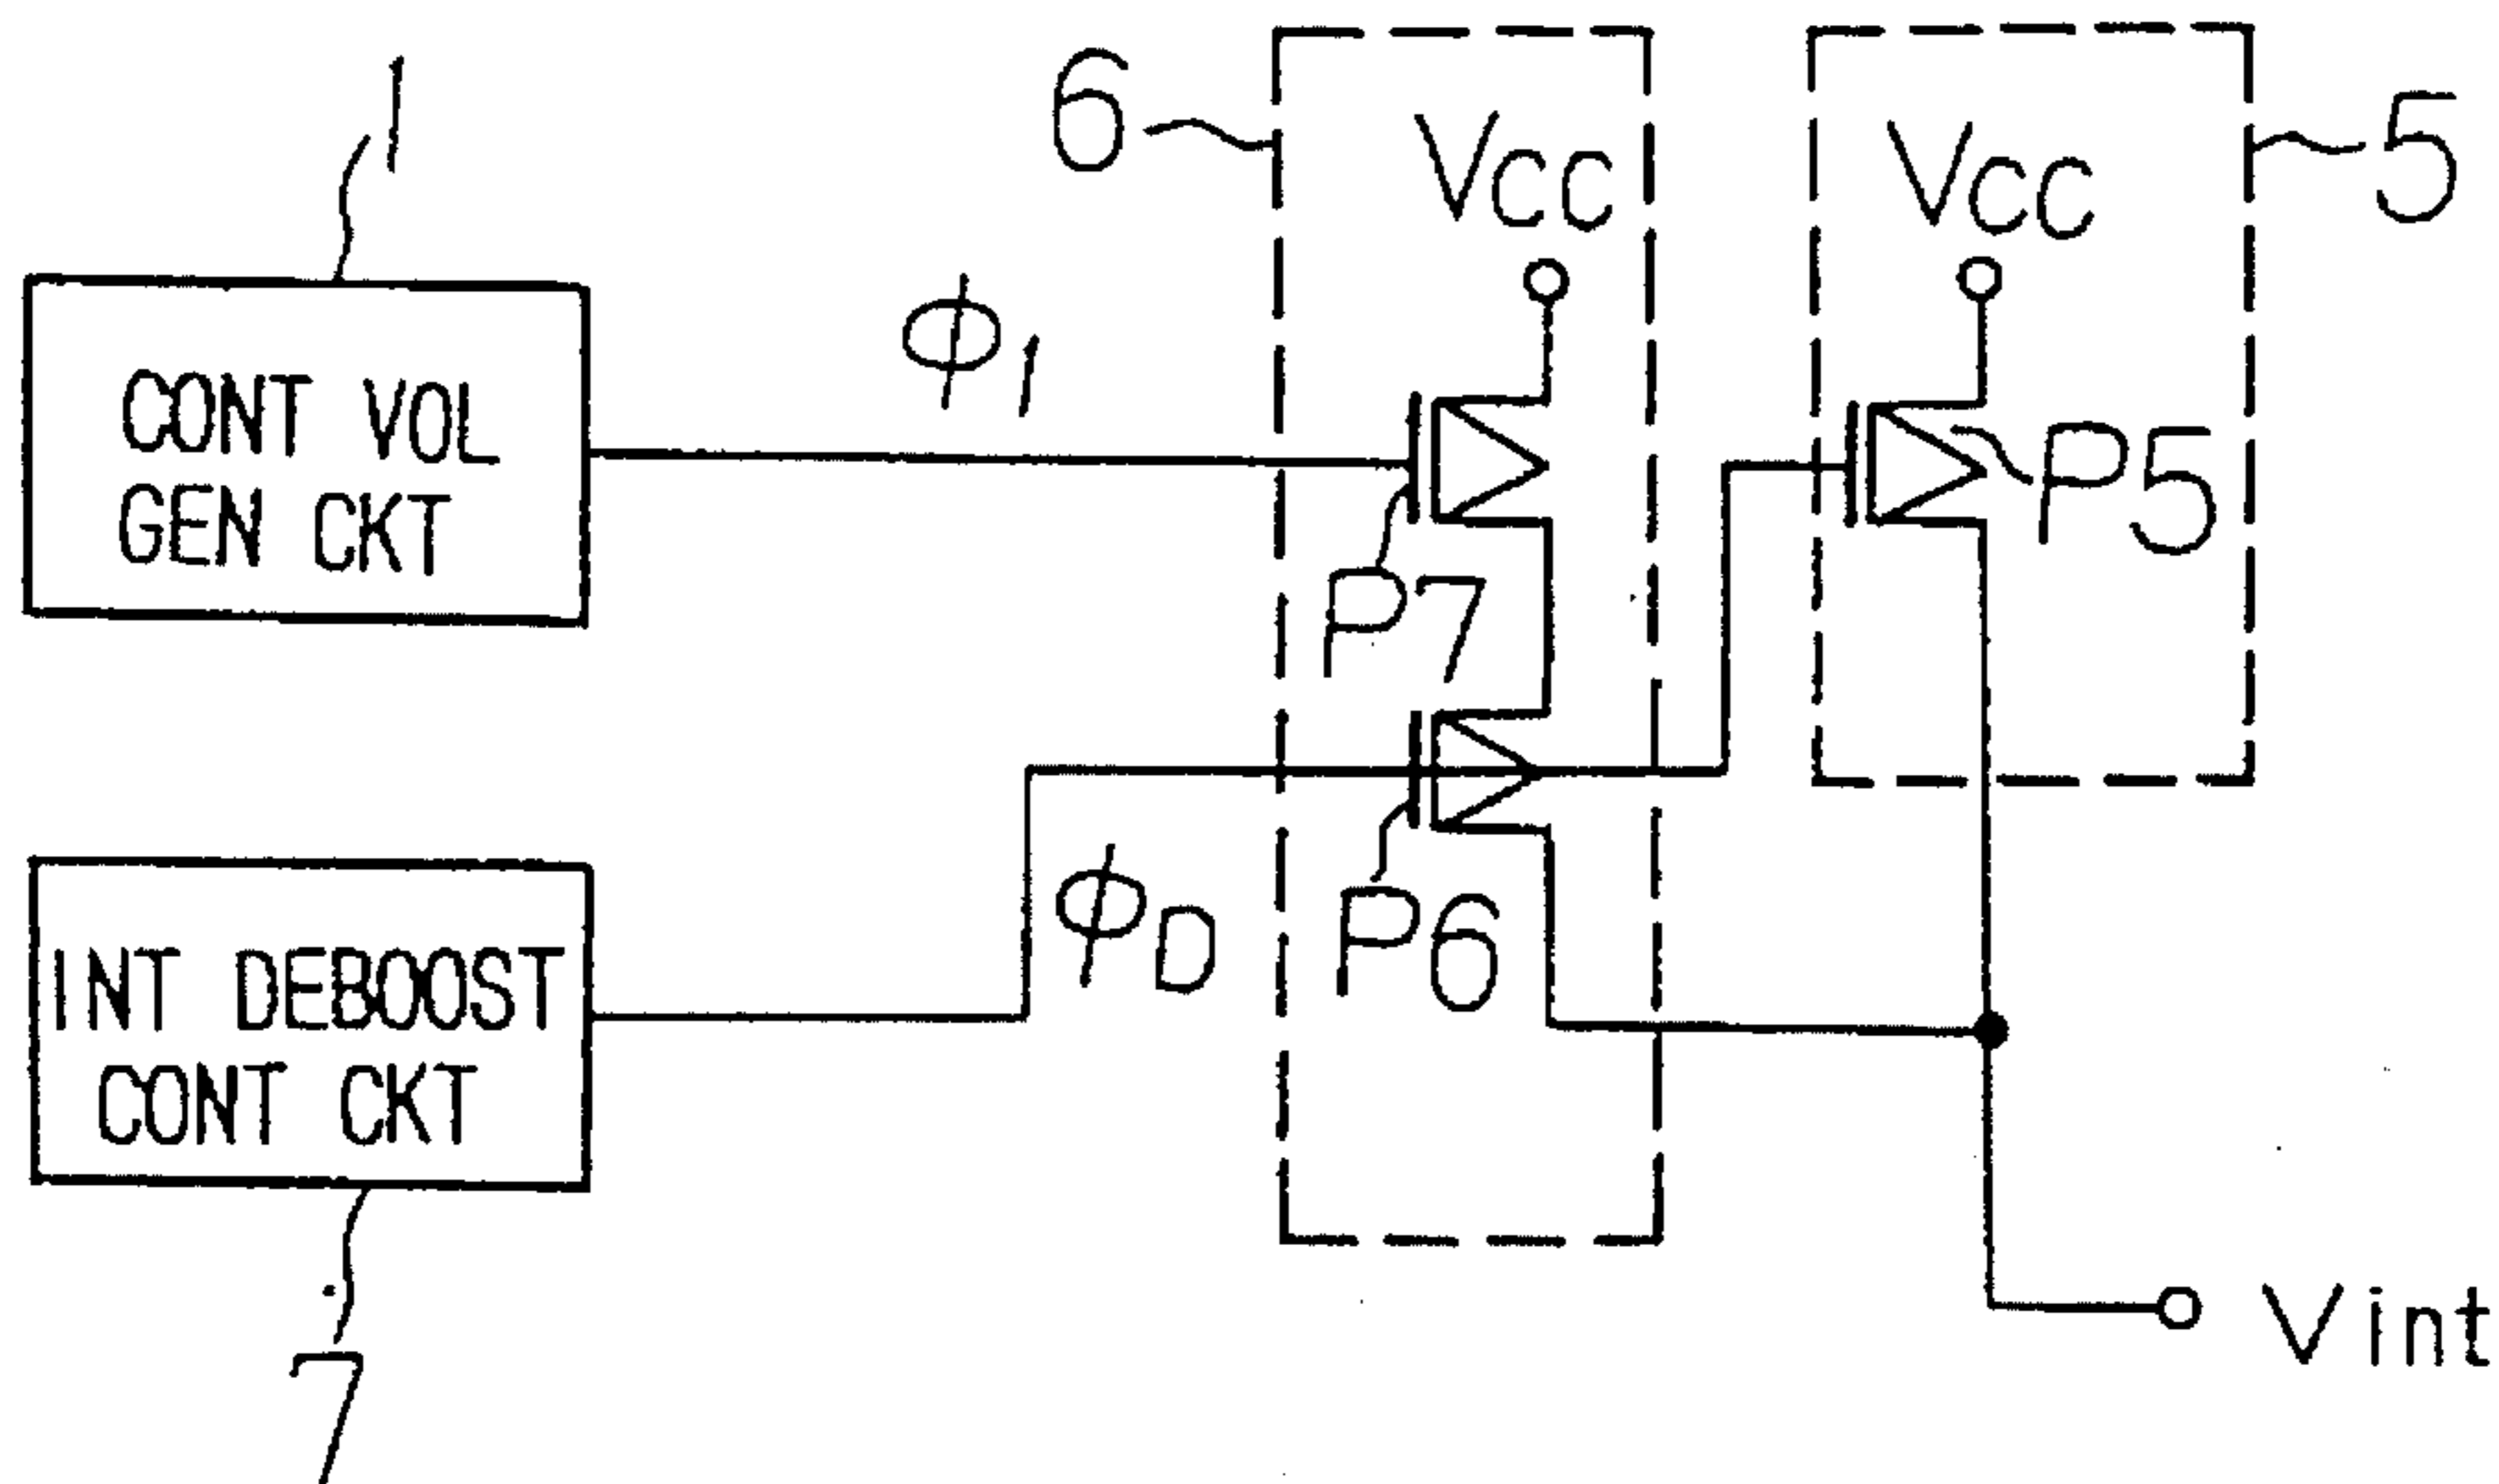 1
6
5
Vcc
Vcc
CONT VOL
GEN CKT
Φ1
P5
P7
ΦD
P6
INT DEBOOST
CONT CKT
Vint
7